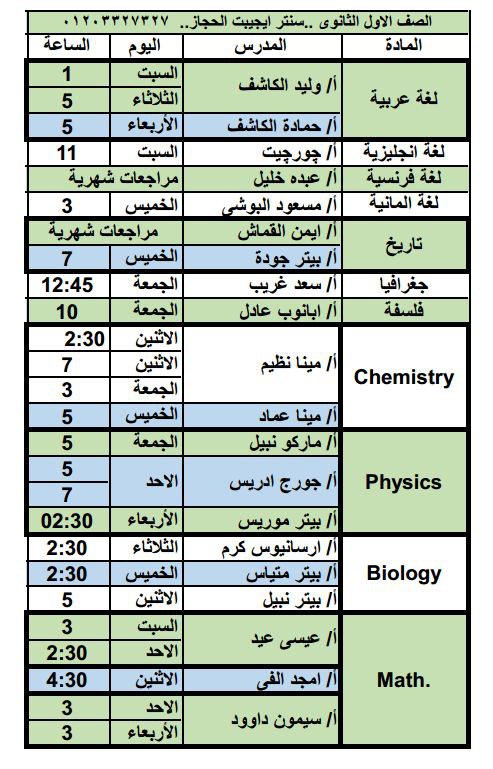 الصف الاول الثانوى ..سنتر ايجيبت الحجاز.. ٠١٢٠٣٣٢٧٣٢٧
المادة المدرس اليوم الساعة
لغة عربية أ/ وليد الكاشف السبت 1
الثلاثاء 5
أ/ حمادة الكاشف الأربعاء 5
لغة انجليزية أ/ چورچيت السبت 11
لغة فرنسية أ/ عبده خليل مراجعات شهرية
لغة المانية أ/ مسعود البوشي الخميس 3
تاريخ أ/ ايمن القماش مراجعات شهرية
أ/ بيتر جودة الخميس 7
جغرافيا أ/ سعد غريب الجمعة 12:45
فلسفة أ/ ابانوب عادل الجمعة 10
Chemistry أ/ مينا نظيم الاثنين 2:30
الاثنين 7
الجمعة 3
أ/ مينا عماد الخميس 5
Physics أ/ ماركو نبيل الجمعة 5
أ/ جورج ادريس الاحد 5
7
أ/ بيتر موريس الأربعاء 02:30
Biology أ/ ارسانيوس كرم الثلاثاء 2:30
أ/ بيتر متياس الخميس 2:30
أ/ بيتر نبيل الاثنين 5
Math. أ/ عيسى عيد السبت 3
الاحد 2:30
أ/ امجد الفي الاثنين 4:30
أ/ سيمون داوود الاحد 3
الأربعاء 3